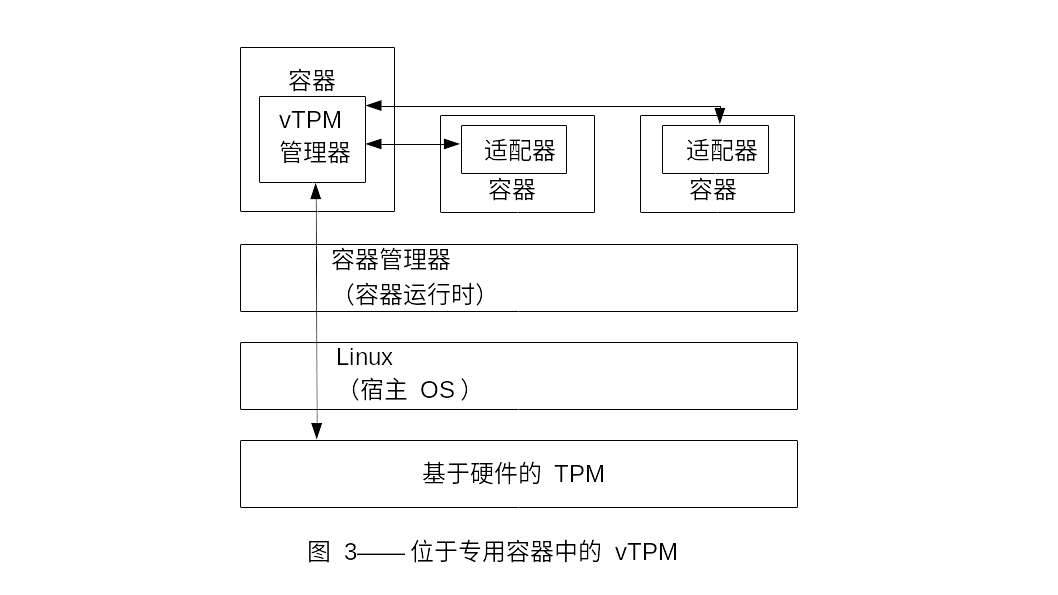 容器
vTPM
管理器
适配器
容器
适配器
容器
容器管理器
（容器运行时）
Linux
（宿主 OS）
基于硬件的 TPM
图 3——位于专用容器中的 vTPM